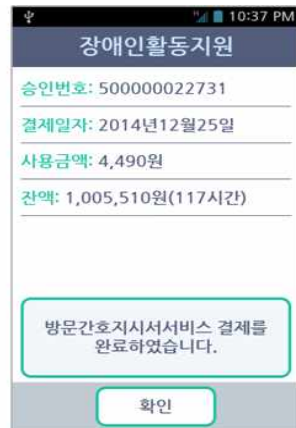 10:37 PM
장애인활동지원
승인번호: 500000022731
결제일자: 2014년12월25일
사용금액: 4,490원
잔액: 1,005,510원(117시간)
방문간호지시서서비스 결제를
완료하였습니다.
확인